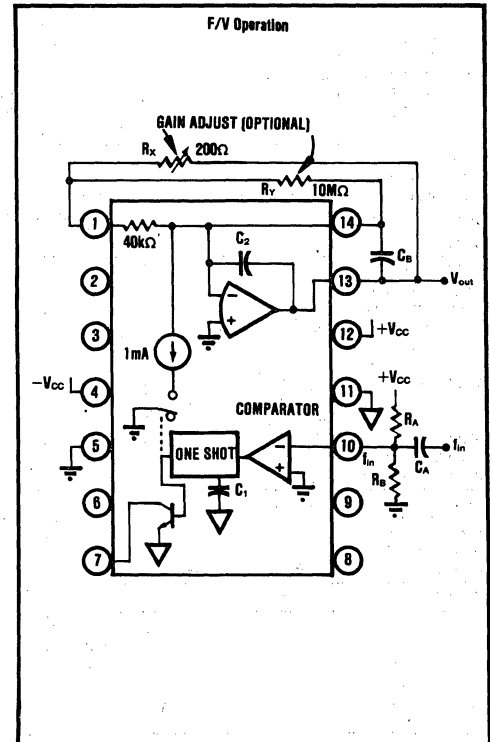 F/V Operation
GAIN ADJUST (OPTIONAL)
RX 200Ω
RY 10MΩ
1
14
40kΩ
C2
CB
2
13
Vout
−
+
3
12
+VCC
1mA
−VCC
4
11
+VCC
COMPARATOR
RA
5
ONE SHOT
−
+
10
fin
CA
fin
RB
6
C1
9
7
8